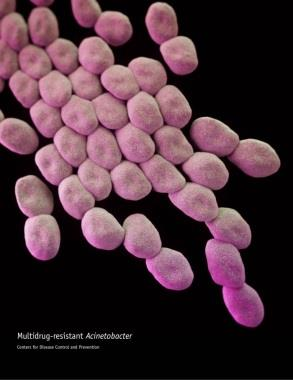 Multidrug-resistant Acinetobacter
Centers for Disease Control and Prevention